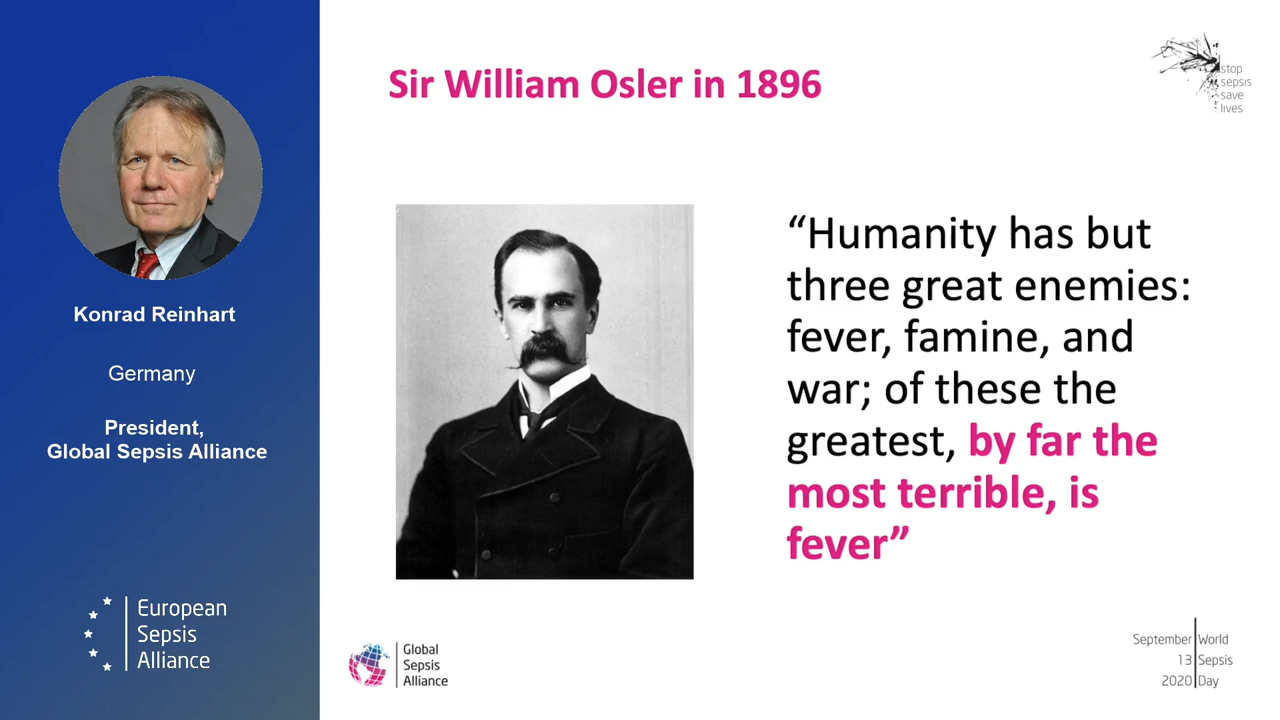 Konrad Reinhart
Germany
President,
Global Sepsis Alliance
European
Sepsis
Alliance
Sir William Osler in 1896
stop
sepsis
save
lives
“Humanity has but
three great enemies:
fever, famine, and
war; of these the
greatest, by far the
most terrible, is
fever”
Global
Sepsis
Alliance
September World
13 Sepsis
2020 Day